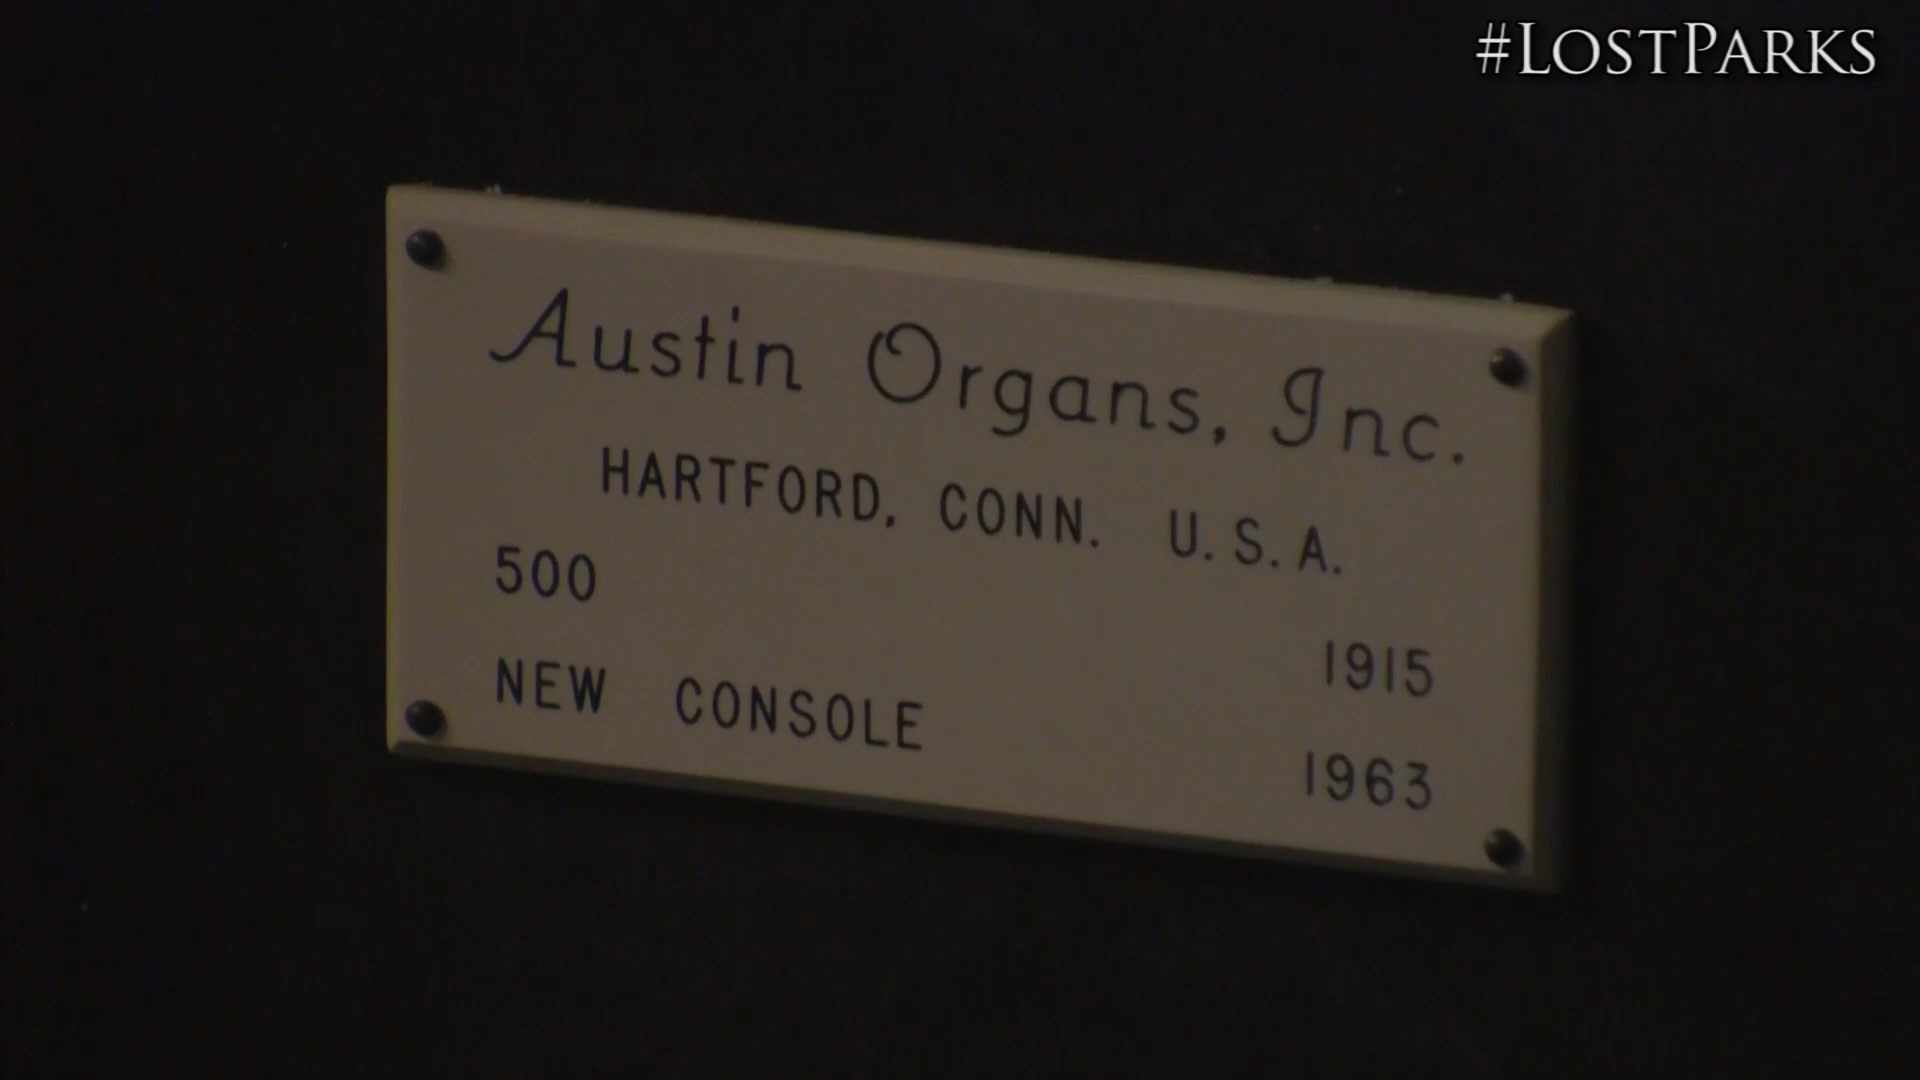 #LOSTPARKS
Austin Organs, Inc.
HARTFORD, CONN. U.S.A.
500
1915
NEW CONSOLE
1963